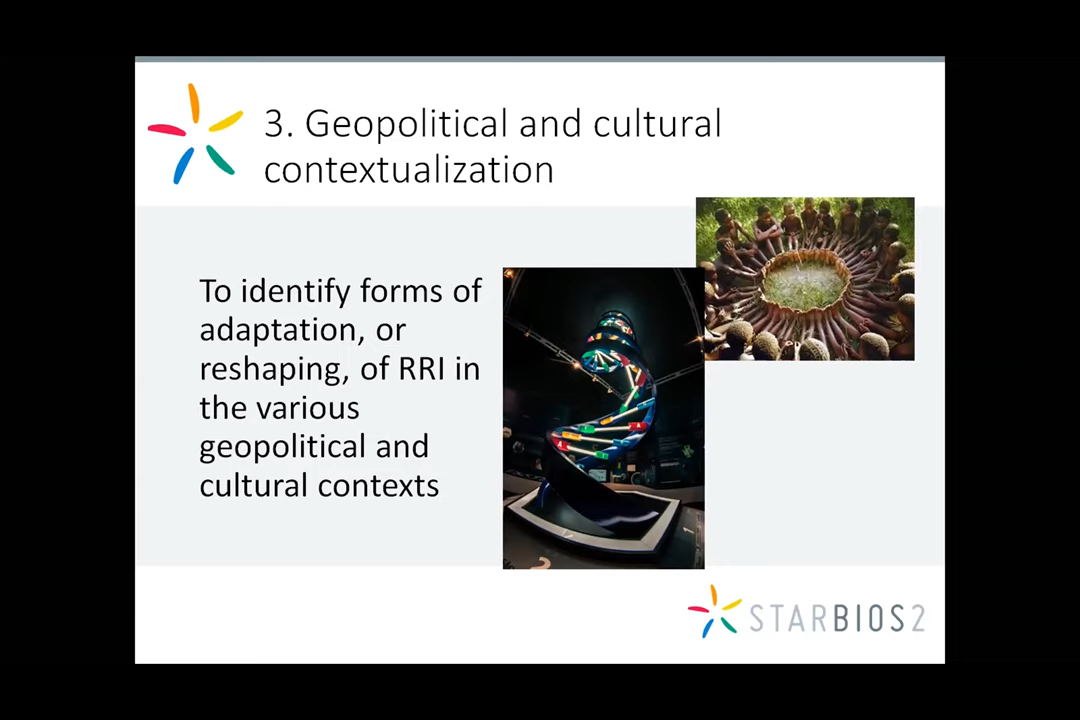 3. Geopolitical and cultural
contextualization
To identify forms of
adaptation, or
reshaping, of RRI in
the various
geopolitical and
cultural contexts
STARBIOS2